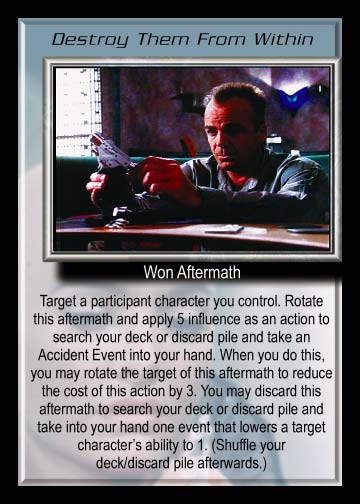 Destroy Them From Within
Won Aftermath
Target a participant character you control. Rotate
this aftermath and apply 5 influence as an action to
search your deck or discard pile and take an
Accident Event into your hand. When you do this,
you may rotate the target of this aftermath to reduce
the cost of this action by 3. You may discard this
aftermath to search your deck or discard pile and
take into your hand one event that lowers a target
character's ability to 1. (Shuffle your
deck/discard pile afterwards.)